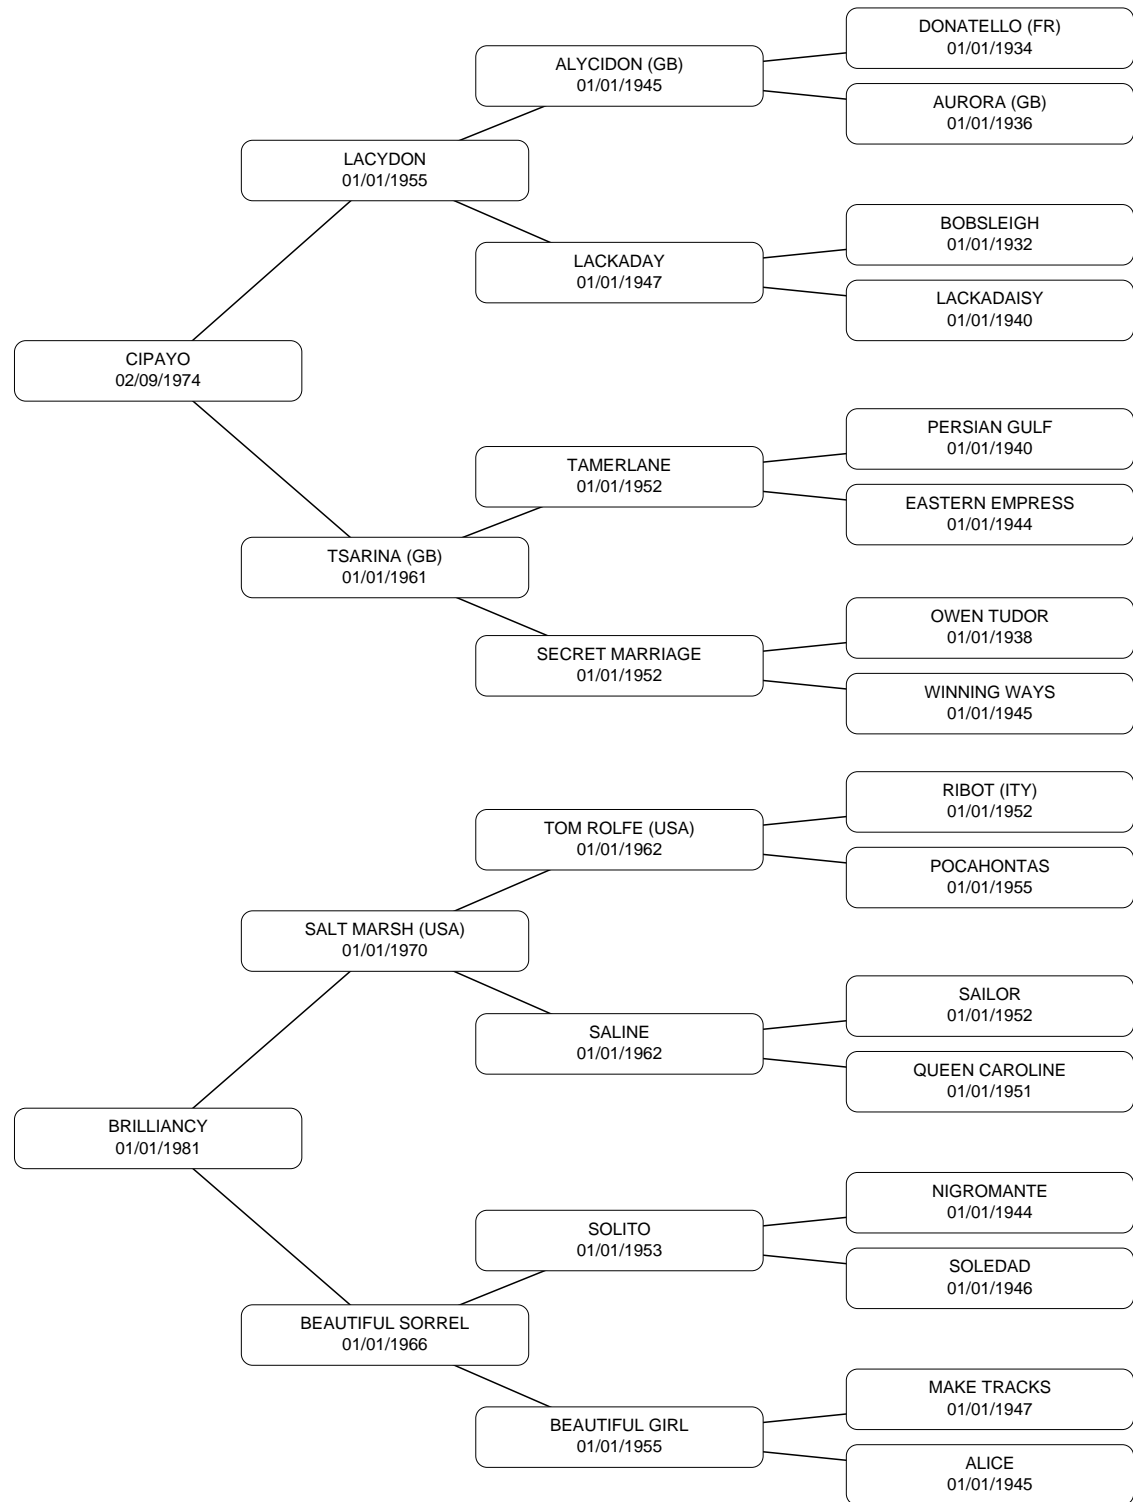 DONATELLO (FR)
01/01/1934
ALYCIDON (GB)
01/01/1945
AURORA (GB)
01/01/1936
LACYDON
01/01/1955
BOBSLEIGH
01/01/1932
LACKADAY
01/01/1947
LACKADAISY
01/01/1940
CIPAYO
02/09/1974
PERSIAN GULF
01/01/1940
TAMERLANE
01/01/1952
EASTERN EMPRESS
01/01/1944
TSARINA (GB)
01/01/1961
OWEN TUDOR
01/01/1938
SECRET MARRIAGE
01/01/1952
WINNING WAYS
01/01/1945
RIBOT (ITY)
01/01/1952
TOM ROLFE (USA)
01/01/1962
POCAHONTAS
01/01/1955
SALT MARSH (USA)
01/01/1970
SAILOR
01/01/1952
SALINE
01/01/1962
QUEEN CAROLINE
01/01/1951
BRILLIANCY
01/01/1981
NIGROMANTE
01/01/1944
SOLITO
01/01/1953
SOLEDAD
01/01/1946
BEAUTIFUL SORREL
01/01/1966
MAKE TRACKS
01/01/1947
BEAUTIFUL GIRL
01/01/1955
ALICE
01/01/1945